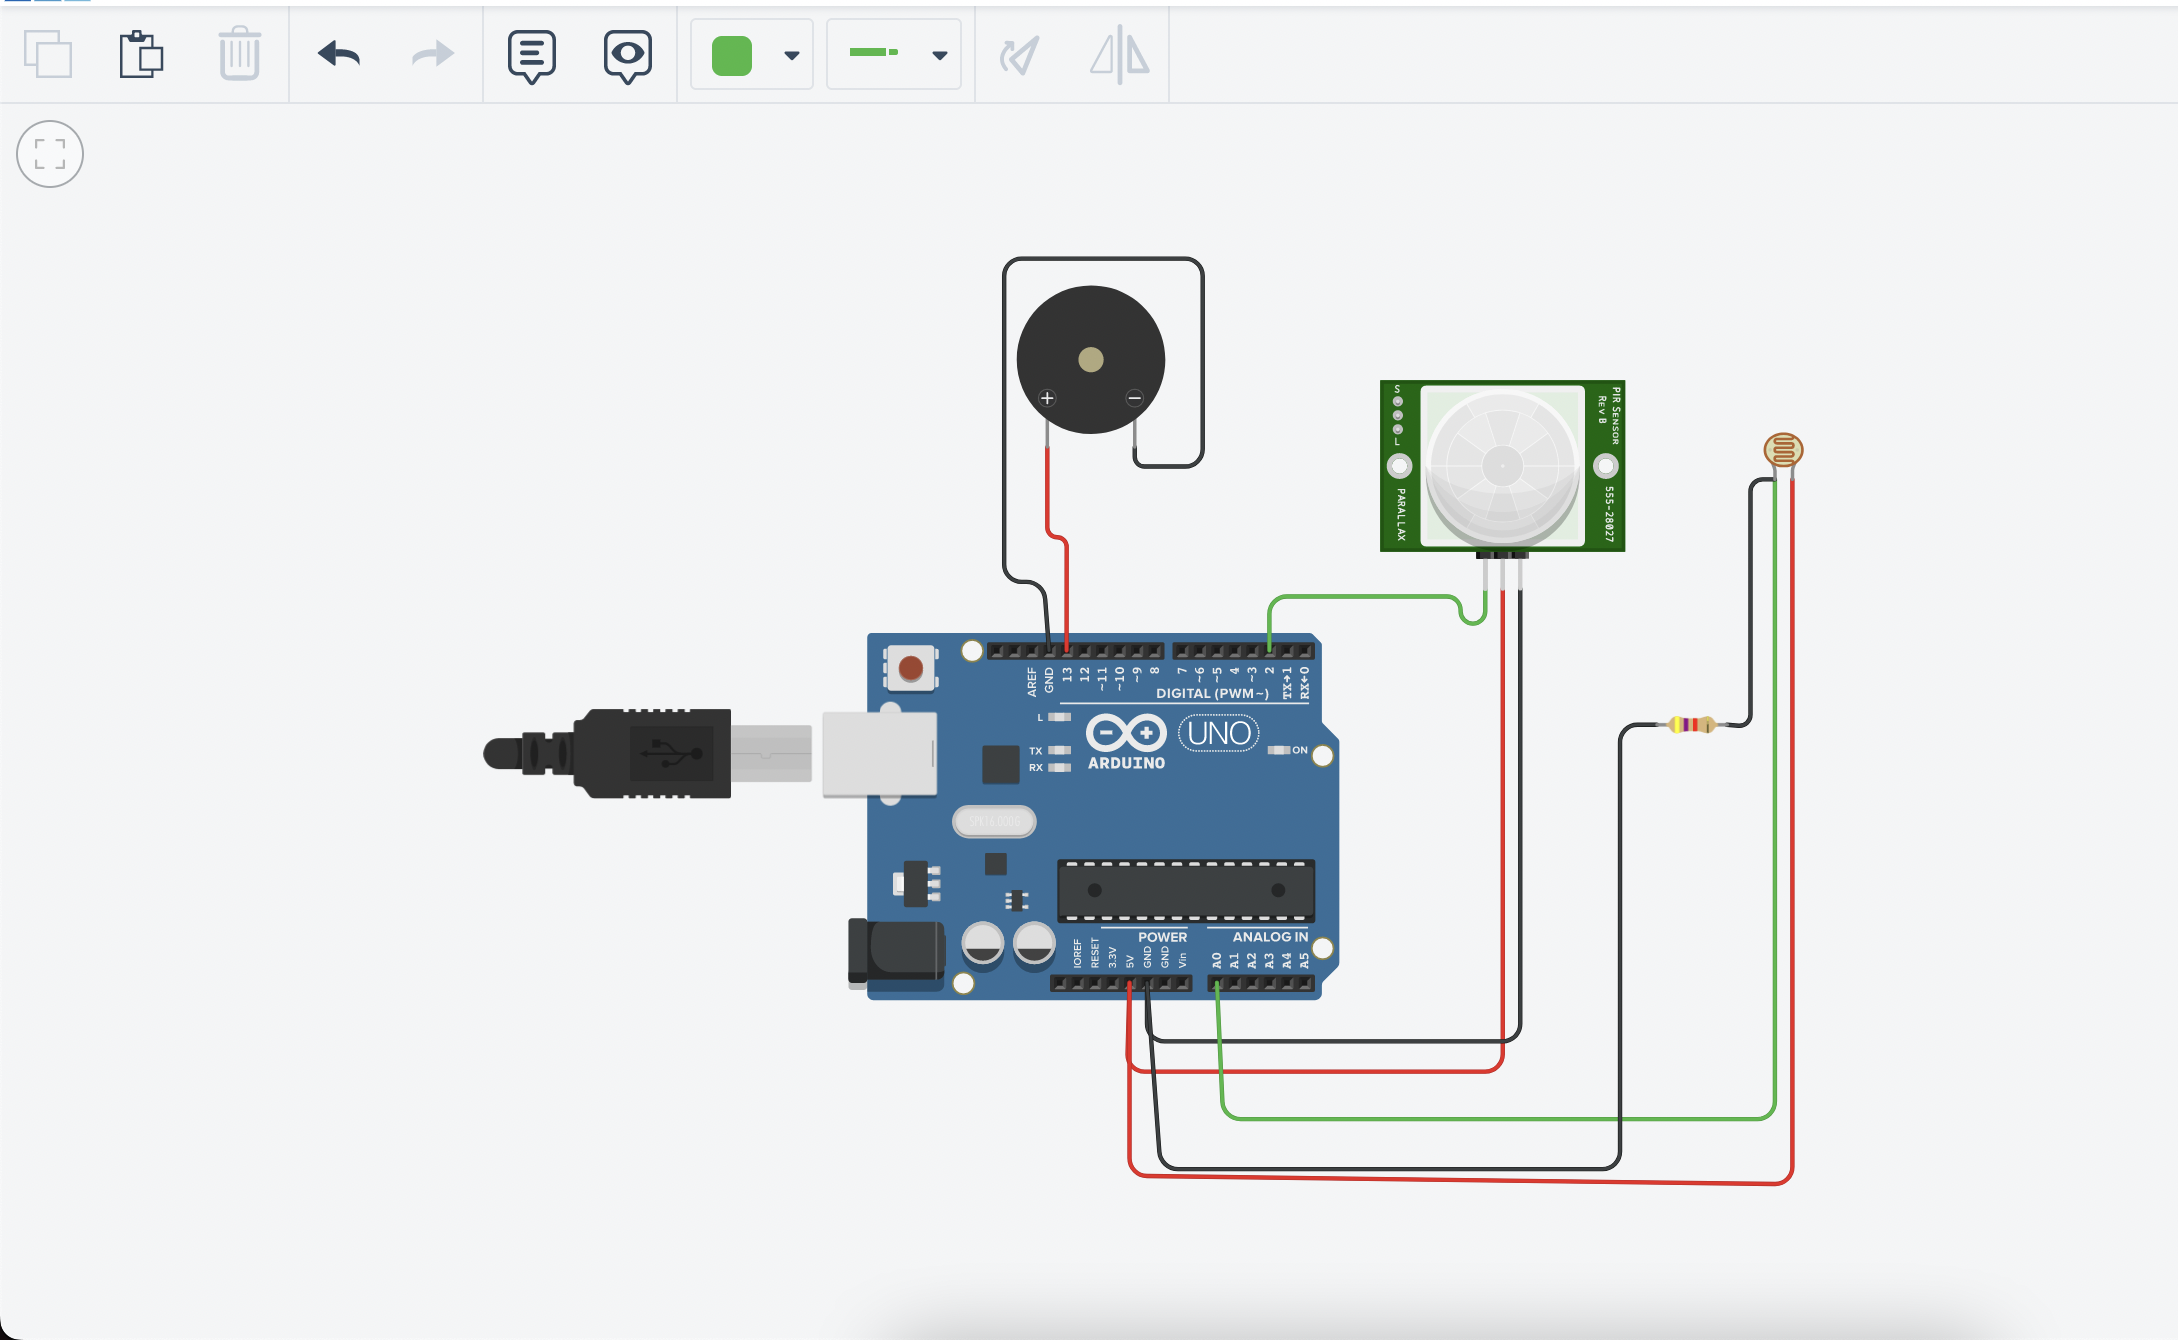 S
L
PARALLAX
PIR SENSOR
REV B
555-28027
AREF
GND
13
12
~11
~10
~9
8
7
~6
~5
4
~3
2
TX→1
RX←0
DIGITAL (PWM~)
L
TX
RX
ARDUINO
UNO
ON
POWER
ANALOG IN
IOREF
RESET
3.3V
5V
GND
GND
Vin
A0
A1
A2
A3
A4
A5